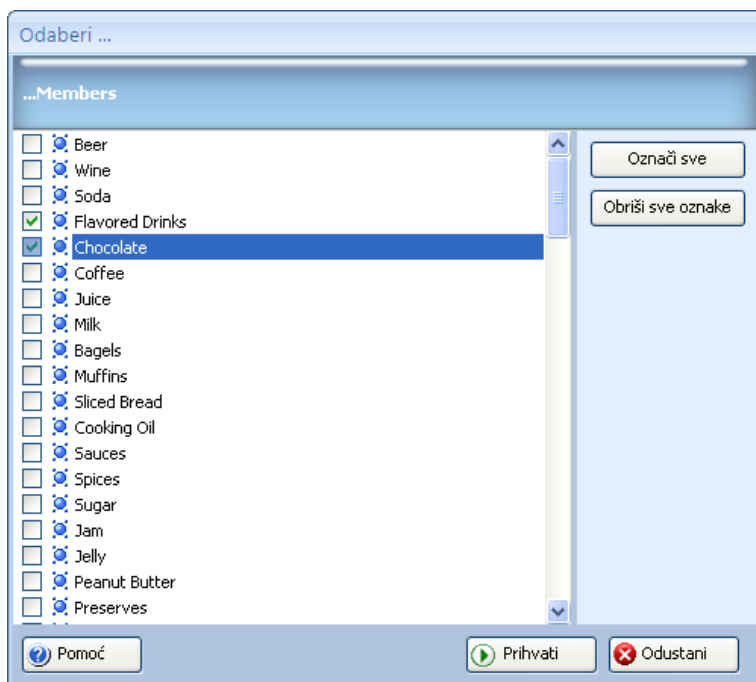 Odaberi ...
...Members
Beer
Wine
Soda
Flavored Drinks
Chocolate
Coffee
Juice
Milk
Bagels
Muffins
Sliced Bread
Cooking Oil
Sauces
Spices
Sugar
Jam
Jelly
Peanut Butter
Preserves
Označi sve
Obriši sve oznake
Pomoć
Prihvati
Odustani